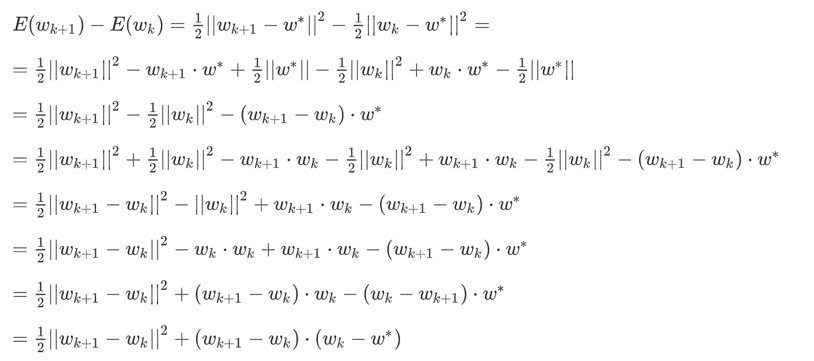 E(w_{k+1}) − E(w_k) = ½||w_{k+1} − w*||² − ½||w_k − w*||² =
= ½||w_{k+1}||² − w_{k+1} · w* + ½||w*|| − ½||w_k||² + w_k · w* − ½||w*||
= ½||w_{k+1}||² − ½||w_k||² − (w_{k+1} − w_k) · w*
= ½||w_{k+1}||² + ½||w_k||² − w_{k+1} · w_k − ½||w_k||² + w_{k+1} · w_k − ½||w_k||² − (w_{k+1} − w_k) · w*
= ½||w_{k+1} − w_k||² − ||w_k||² + w_{k+1} · w_k − (w_{k+1} − w_k) · w*
= ½||w_{k+1} − w_k||² − w_k · w_k + w_{k+1} · w_k − (w_{k+1} − w_k) · w*
= ½||w_{k+1} − w_k||² + (w_{k+1} − w_k) · w_k − (w_k − w_{k+1}) · w*
= ½||w_{k+1} − w_k||² + (w_{k+1} − w_k) · (w_k − w*)